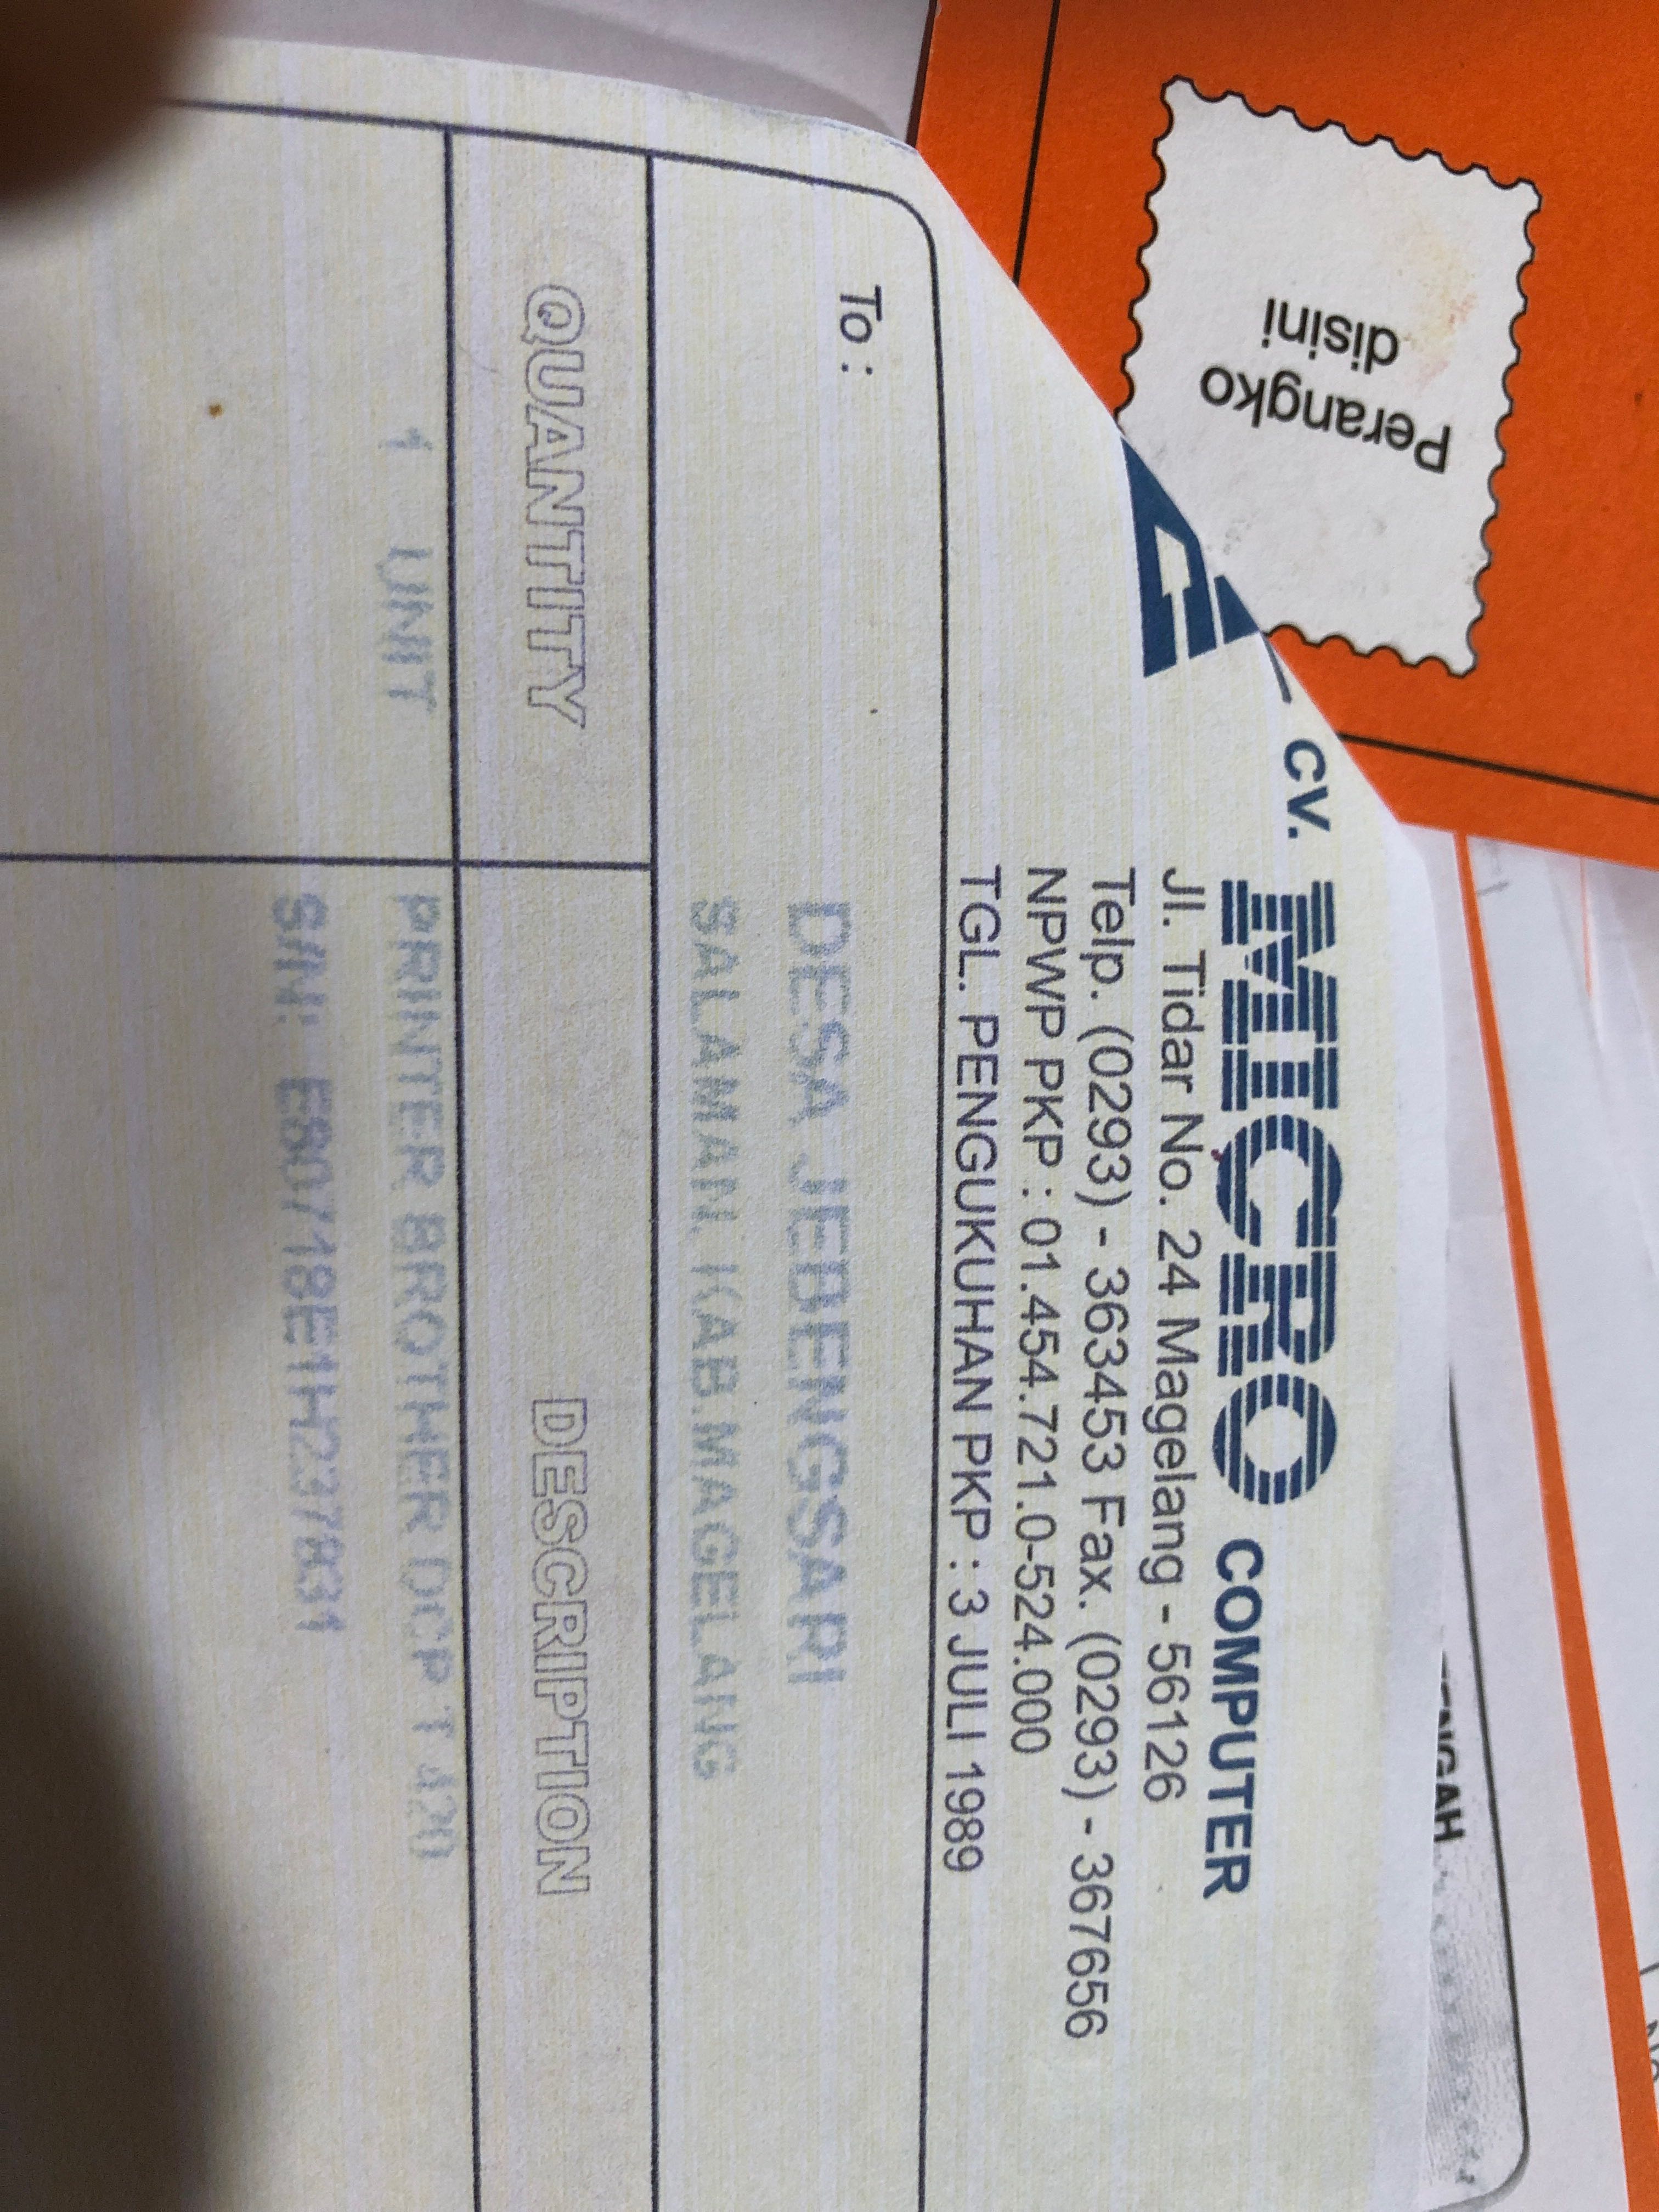 CV. MICRO COMPUTER
Jl. Tidar No. 24 Magelang - 56126
Telp. (0293) - 363453 Fax. (0293) - 367656
NPWP PKP : 01.454.721.0-524.000
TGL. PENGUKUHAN PKP : 3 JULI 1989
To :
DESA JEBENGSARI
SALAMAN, KAB.MAGELANG
QUANTITY DESCRIPTION
1 UNIT PRINTER BROTHER DCP T 420
S/N:
Perangko
disini